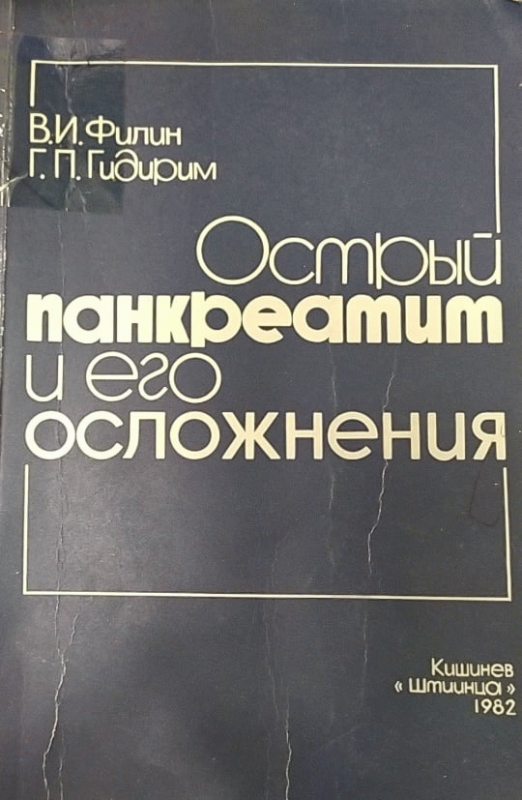 В.И. Филин
Г. П. Гидирим
Острый
панкреатит
и его
осложнения
Кишинев
«Штиинца»
1982